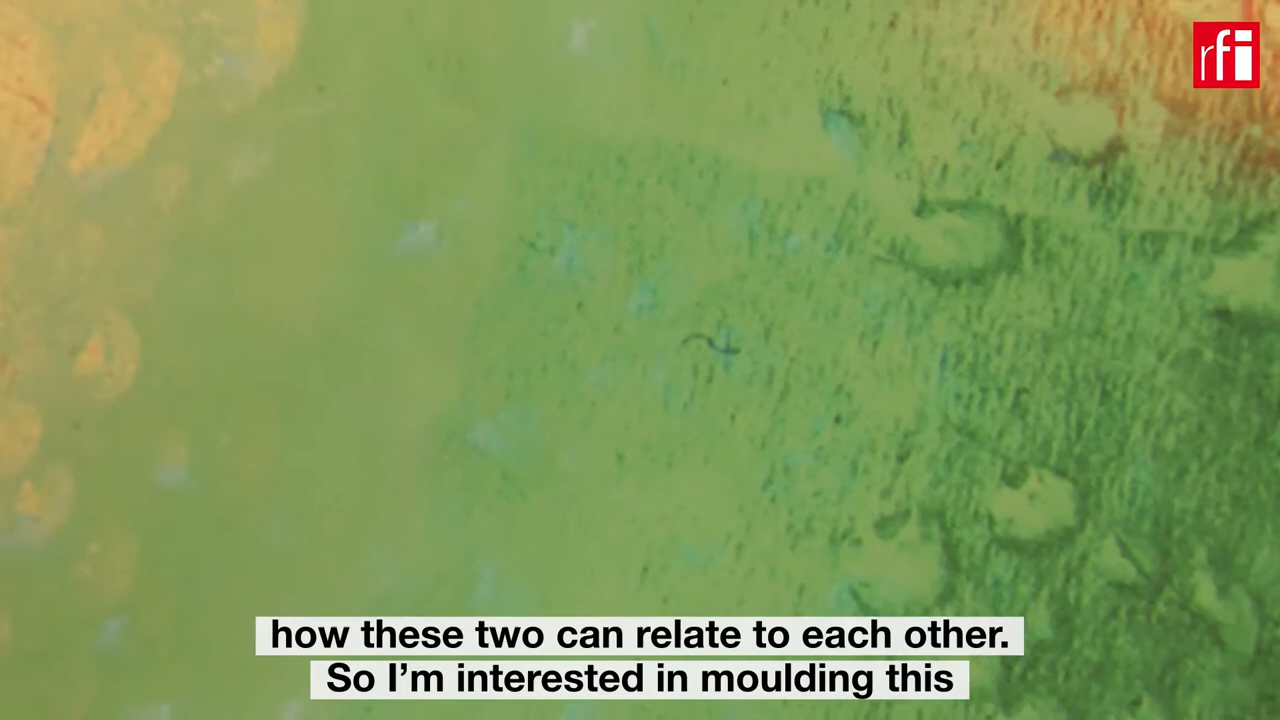 rfi
how these two can relate to each other.
So I’m interested in moulding this